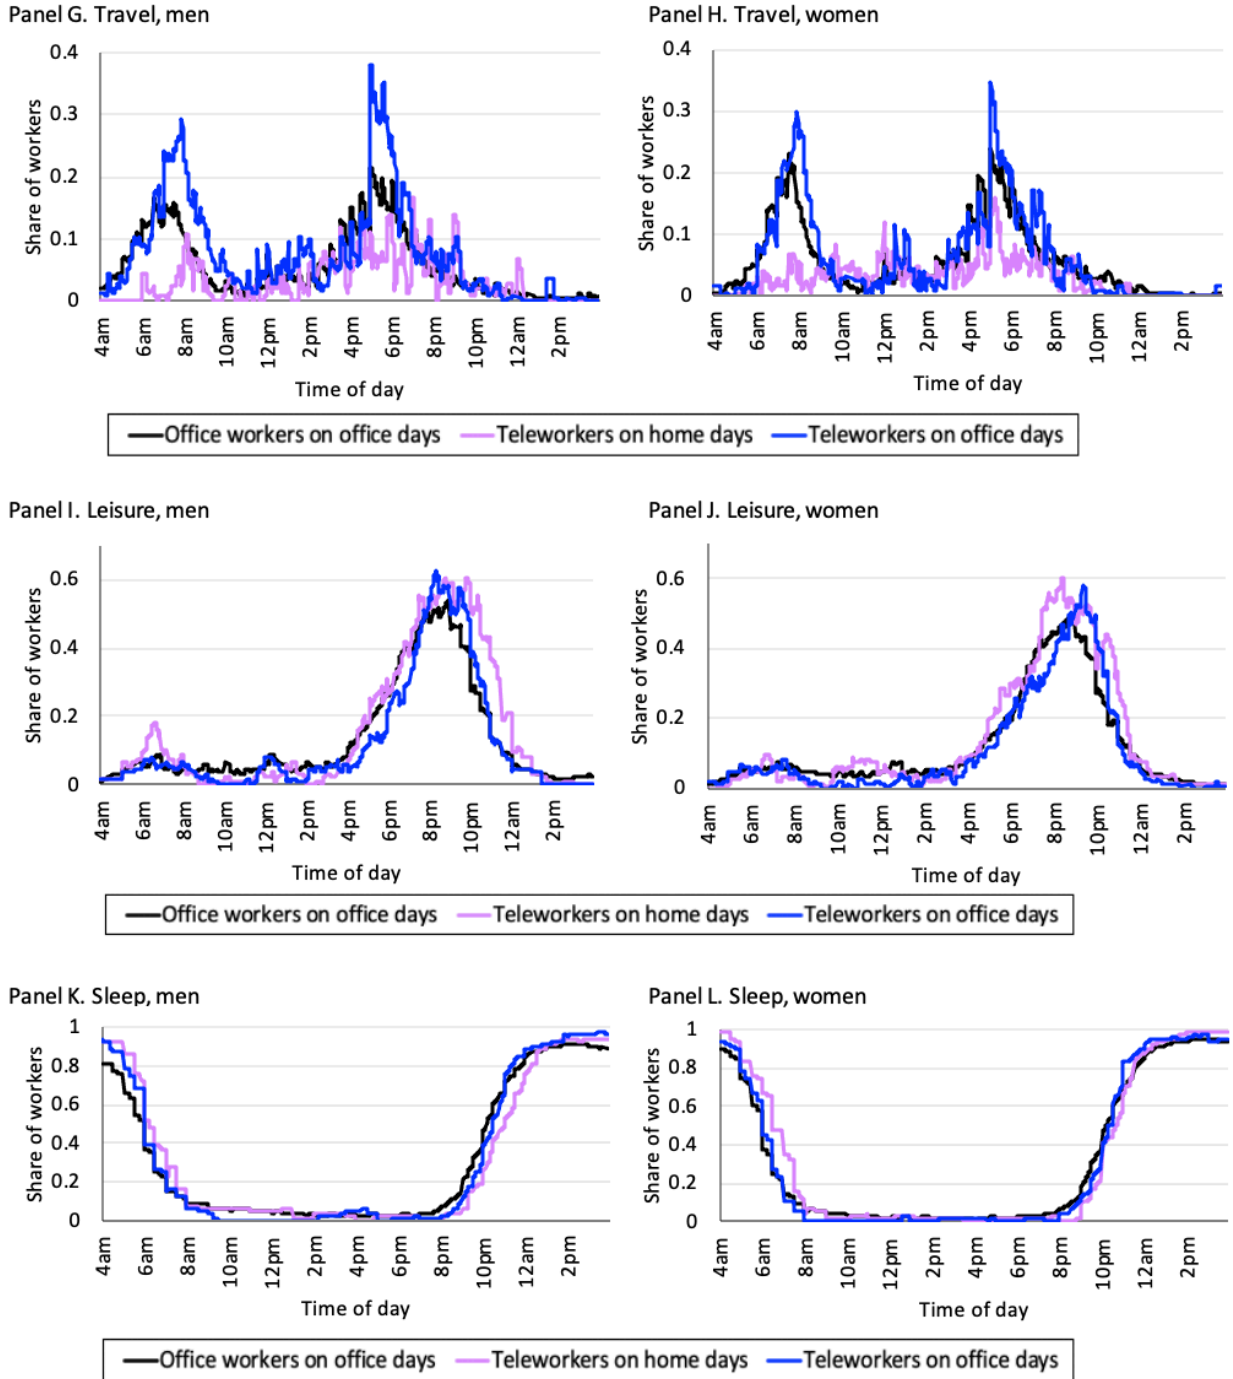 Panel G. Travel, men
0.4
0.3
0.2
0.1
0
Share of workers
4am 6am 8am 10am 12pm 2pm 4pm 6pm 8pm 10pm 12am 2pm
Time of day
Panel H. Travel, women
0.4
0.3
0.2
0.1
0
Share of workers
4am 6am 8am 10am 12pm 2pm 4pm 6pm 8pm 10pm 12am 2pm
Time of day
Office workers on office days Teleworkers on home days Teleworkers on office days
Panel I. Leisure, men
0.6
0.4
0.2
0
Share of workers
4am 6am 8am 10am 12pm 2pm 4pm 6pm 8pm 10pm 12am 2pm
Time of day
Panel J. Leisure, women
0.6
0.4
0.2
0
Share of workers
4am 6am 8am 10am 12pm 2pm 4pm 6pm 8pm 10pm 12am 2pm
Time of day
Office workers on office days Teleworkers on home days Teleworkers on office days
Panel K. Sleep, men
1
0.8
0.6
0.4
0.2
0
Share of workers
4am 6am 8am 10am 12pm 2pm 4pm 6pm 8pm 10pm 12am 2pm
Time of day
Panel L. Sleep, women
1
0.8
0.6
0.4
0.2
0
Share of workers
4am 6am 8am 10am 12pm 2pm 4pm 6pm 8pm 10pm 12am 2pm
Time of day
Office workers on office days Teleworkers on home days Teleworkers on office days